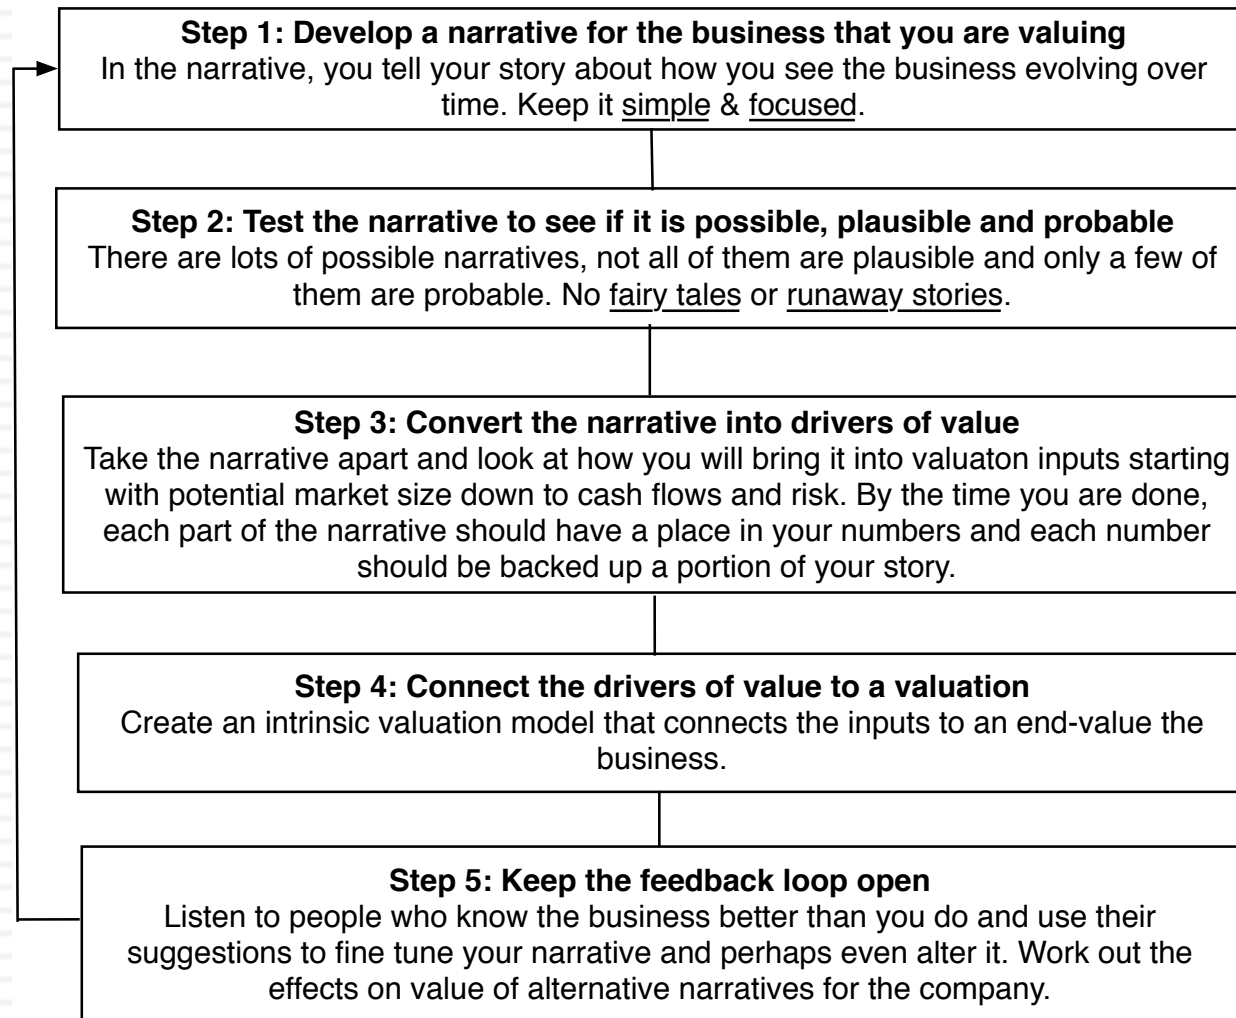 Step 1: Develop a narrative for the business that you are valuing
In the narrative, you tell your story about how you see the business evolving over
time. Keep it simple & focused.
Step 2: Test the narrative to see if it is possible, plausible and probable
There are lots of possible narratives, not all of them are plausible and only a few of
them are probable. No fairy tales or runaway stories.
Step 3: Convert the narrative into drivers of value
Take the narrative apart and look at how you will bring it into valuaton inputs starting
with potential market size down to cash flows and risk. By the time you are done,
each part of the narrative should have a place in your numbers and each number
should be backed up a portion of your story.
Step 4: Connect the drivers of value to a valuation
Create an intrinsic valuation model that connects the inputs to an end-value the
business.
Step 5: Keep the feedback loop open
Listen to people who know the business better than you do and use their
suggestions to fine tune your narrative and perhaps even alter it. Work out the
effects on value of alternative narratives for the company.